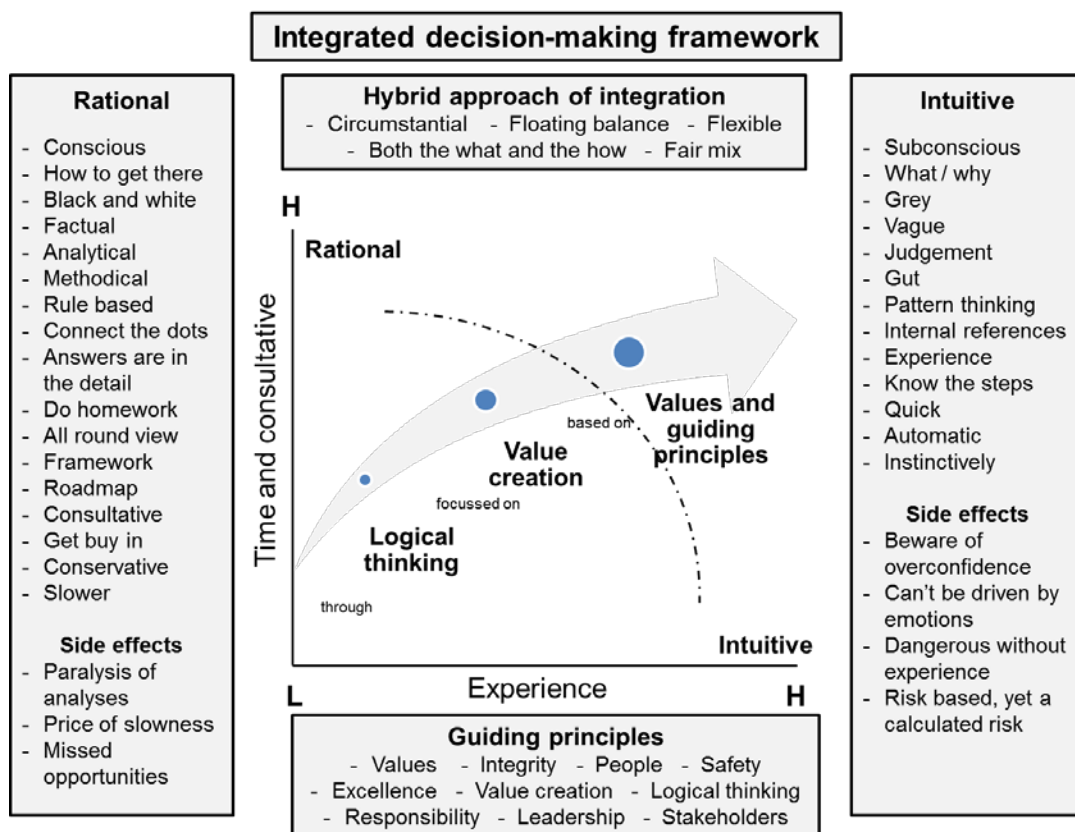 Integrated decision-making framework
Rational
- Conscious
- How to get there
- Black and white
- Factual
- Analytical
- Methodical
- Rule based
- Connect the dots
- Answers are in
the detail
- Do homework
- All round view
- Framework
- Roadmap
- Consultative
- Get buy in
- Conservative
- Slower
Side effects
- Paralysis of
analyses
- Price of slowness
- Missed
opportunities
Hybrid approach of integration
- Circumstantial - Floating balance - Flexible
- Both the what and the how - Fair mix
H
Rational
Time and consultative
Values and
guiding
principles
based on
Value
creation
focussed on
Logical
thinking
through
Intuitive
L
Experience
H
Guiding principles
- Values - Integrity - People - Safety
- Excellence - Value creation - Logical thinking
- Responsibility - Leadership - Stakeholders
Intuitive
- Subconscious
- What / why
- Grey
- Vague
- Judgement
- Gut
- Pattern thinking
- Internal references
- Experience
- Know the steps
- Quick
- Automatic
- Instinctively
Side effects
- Beware of
overconfidence
- Can't be driven by
emotions
- Dangerous without
experience
- Risk based, yet a
calculated risk